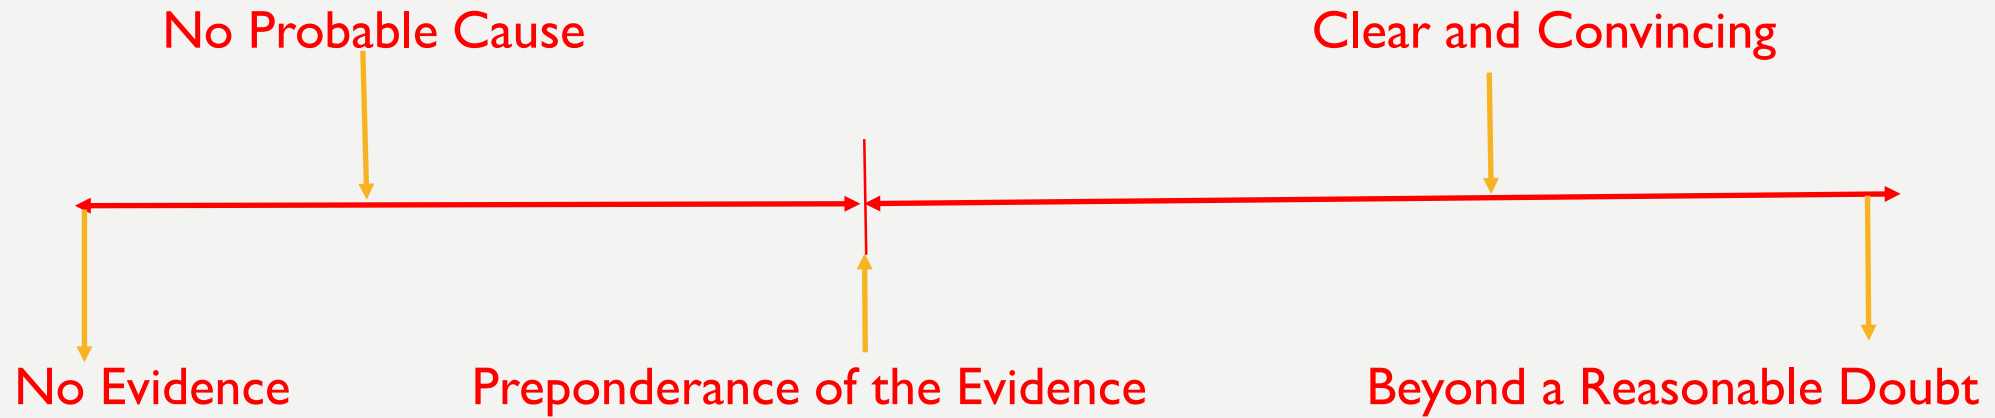 No Probable Cause
Clear and Convincing
No Evidence
Preponderance of the Evidence
Beyond a Reasonable Doubt